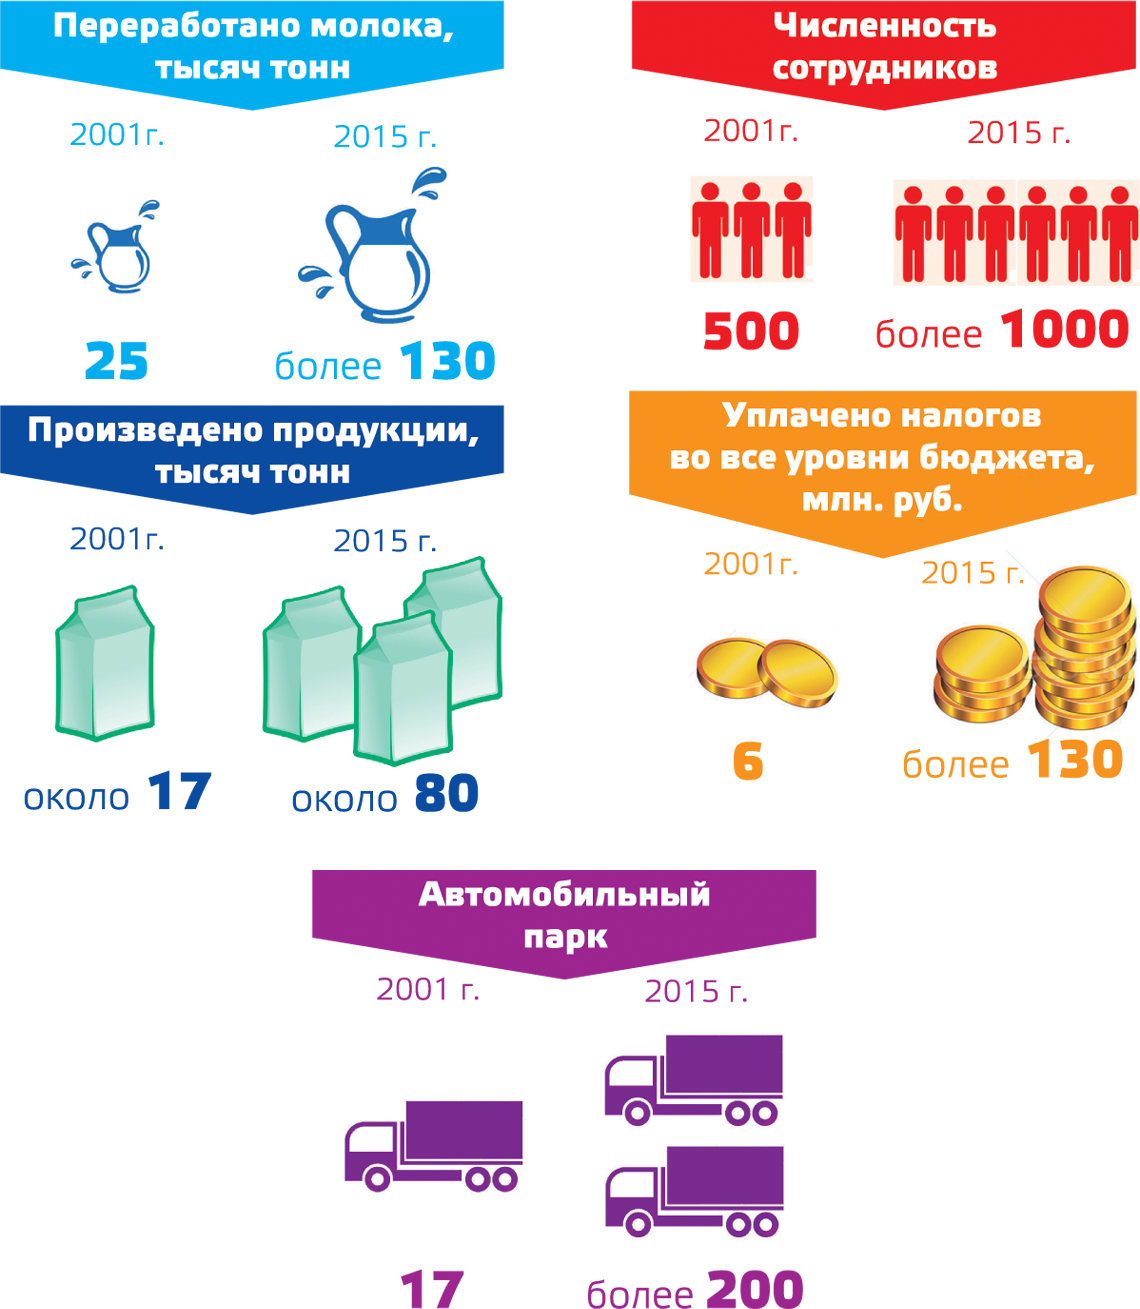 Переработано молока,
тысяч тонн
2001г.
2015 г.
25
более 130
Численность
сотрудников
2001г.
2015 г.
500
более 1000
Произведено продукции,
тысяч тонн
2001г.
2015 г.
около 17
около 80
Уплачено налогов
во все уровни бюджета,
млн. руб.
2001г.
2015 г.
6
более 130
Автомобильный
парк
2001 г.
2015 г.
17
более 200